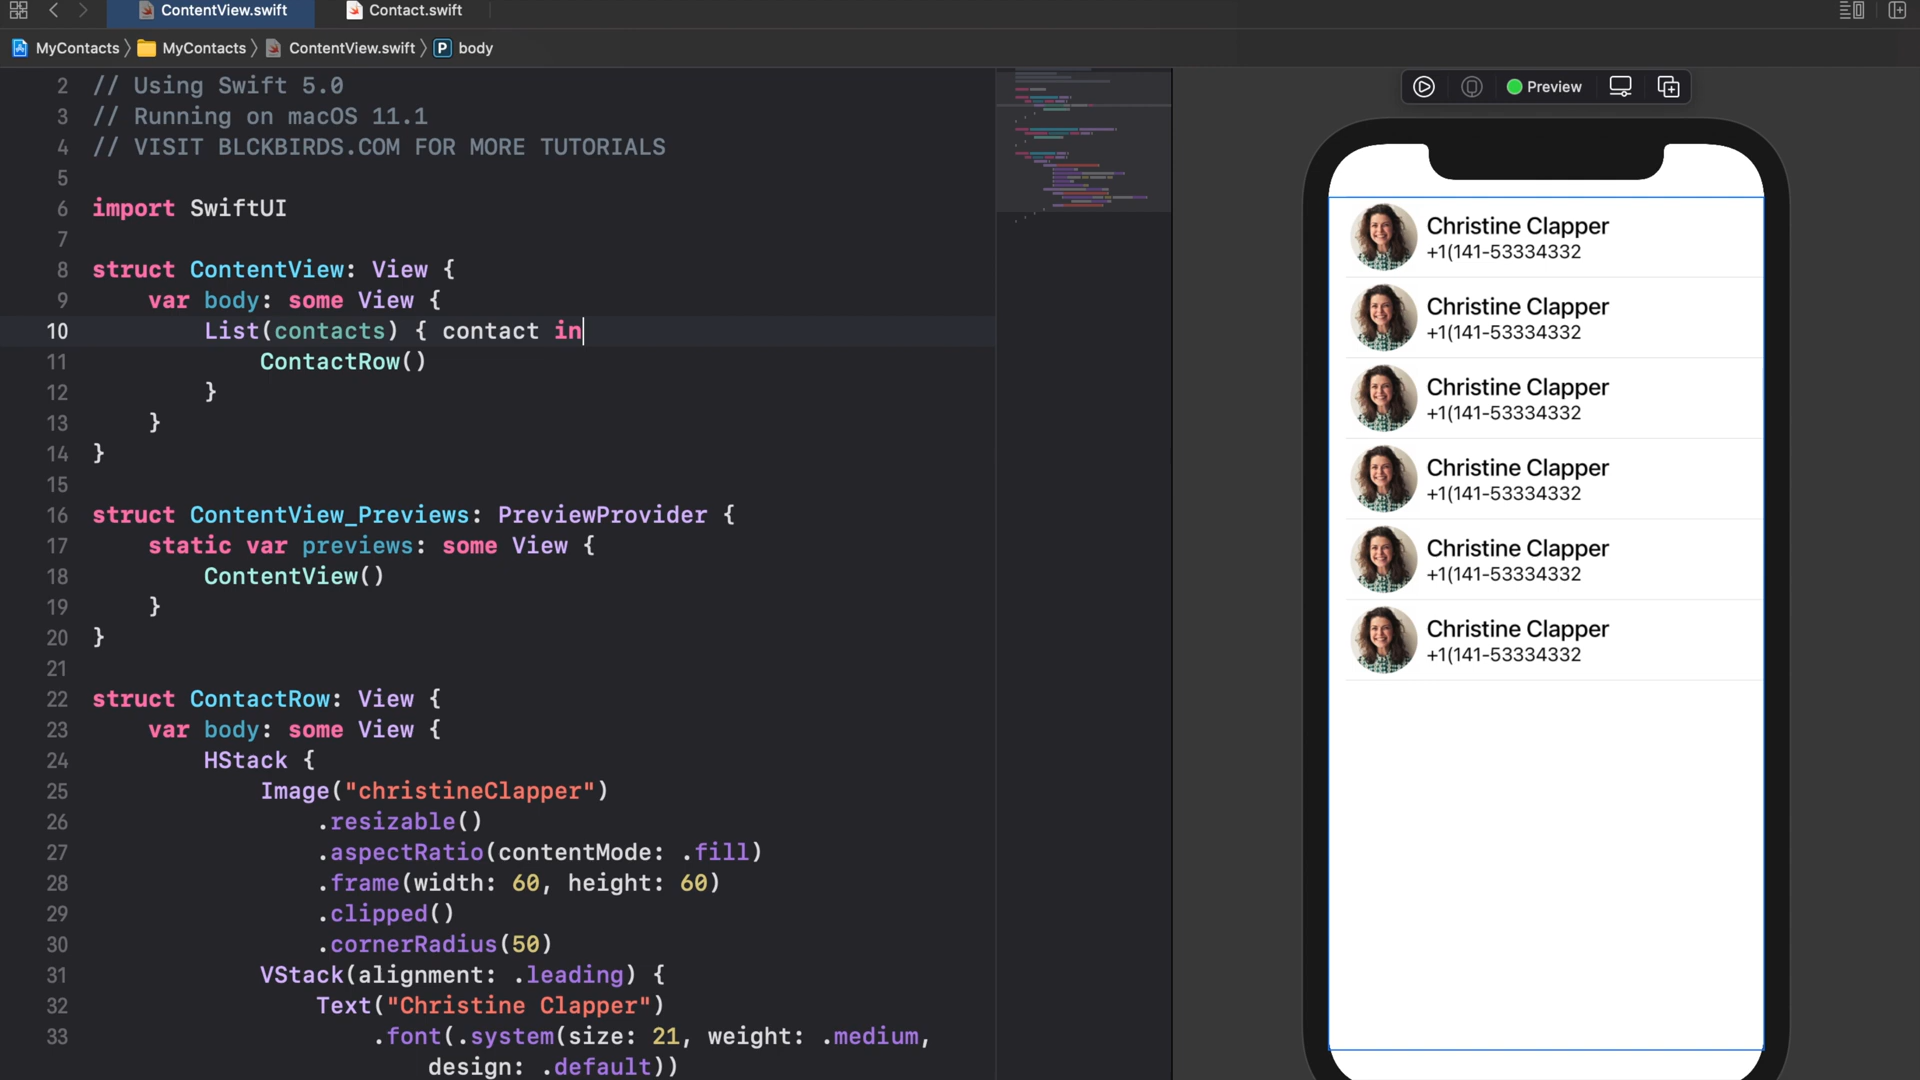 ContentView.swift
Contact.swift
MyContacts
MyContacts
ContentView.swift
P
body
2 // Using Swift 5.0
3 // Running on macOS 11.1
4 // VISIT BLCKBIRDS.COM FOR MORE TUTORIALS
5
6 import SwiftUI
7
8 struct ContentView: View {
9 var body: some View {
10 List(contacts) { contact in
11 ContactRow()
12 }
13 }
14 }
15
16 struct ContentView_Previews: PreviewProvider {
17 static var previews: some View {
18 ContentView()
19 }
20 }
21
22 struct ContactRow: View {
23 var body: some View {
24 HStack {
25 Image("christineClapper")
26 .resizable()
27 .aspectRatio(contentMode: .fill)
28 .frame(width: 60, height: 60)
29 .clipped()
30 .cornerRadius(50)
31 VStack(alignment: .leading) {
32 Text("Christine Clapper")
33 .font(.system(size: 21, weight: .medium,
design: .default))
Preview
Christine Clapper
+1(141-53334332
Christine Clapper
+1(141-53334332
Christine Clapper
+1(141-53334332
Christine Clapper
+1(141-53334332
Christine Clapper
+1(141-53334332
Christine Clapper
+1(141-53334332